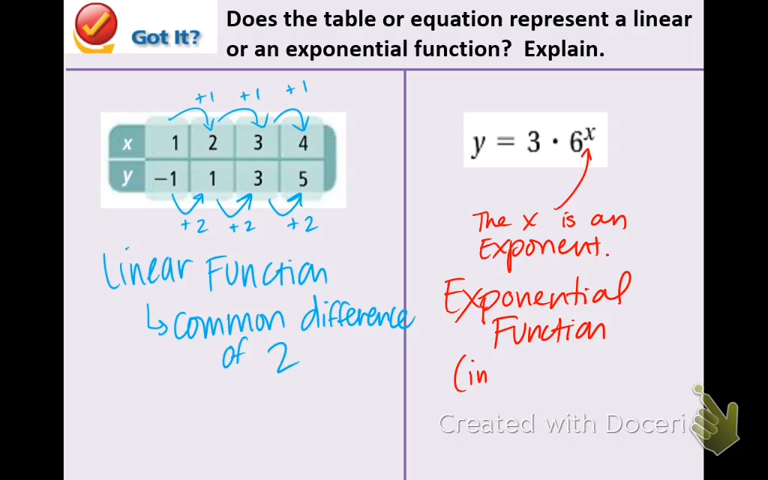 Got It?
Does the table or equation represent a linear
or an exponential function? Explain.
+1 +1 +1
x 1 2 3 4
y −1 1 3 5
+2 +2 +2
Linear Function
↳ common difference
of 2
y = 3 · 6ˣ
The x is an
Exponent.
Exponential
Function
(in
Created with Doceri